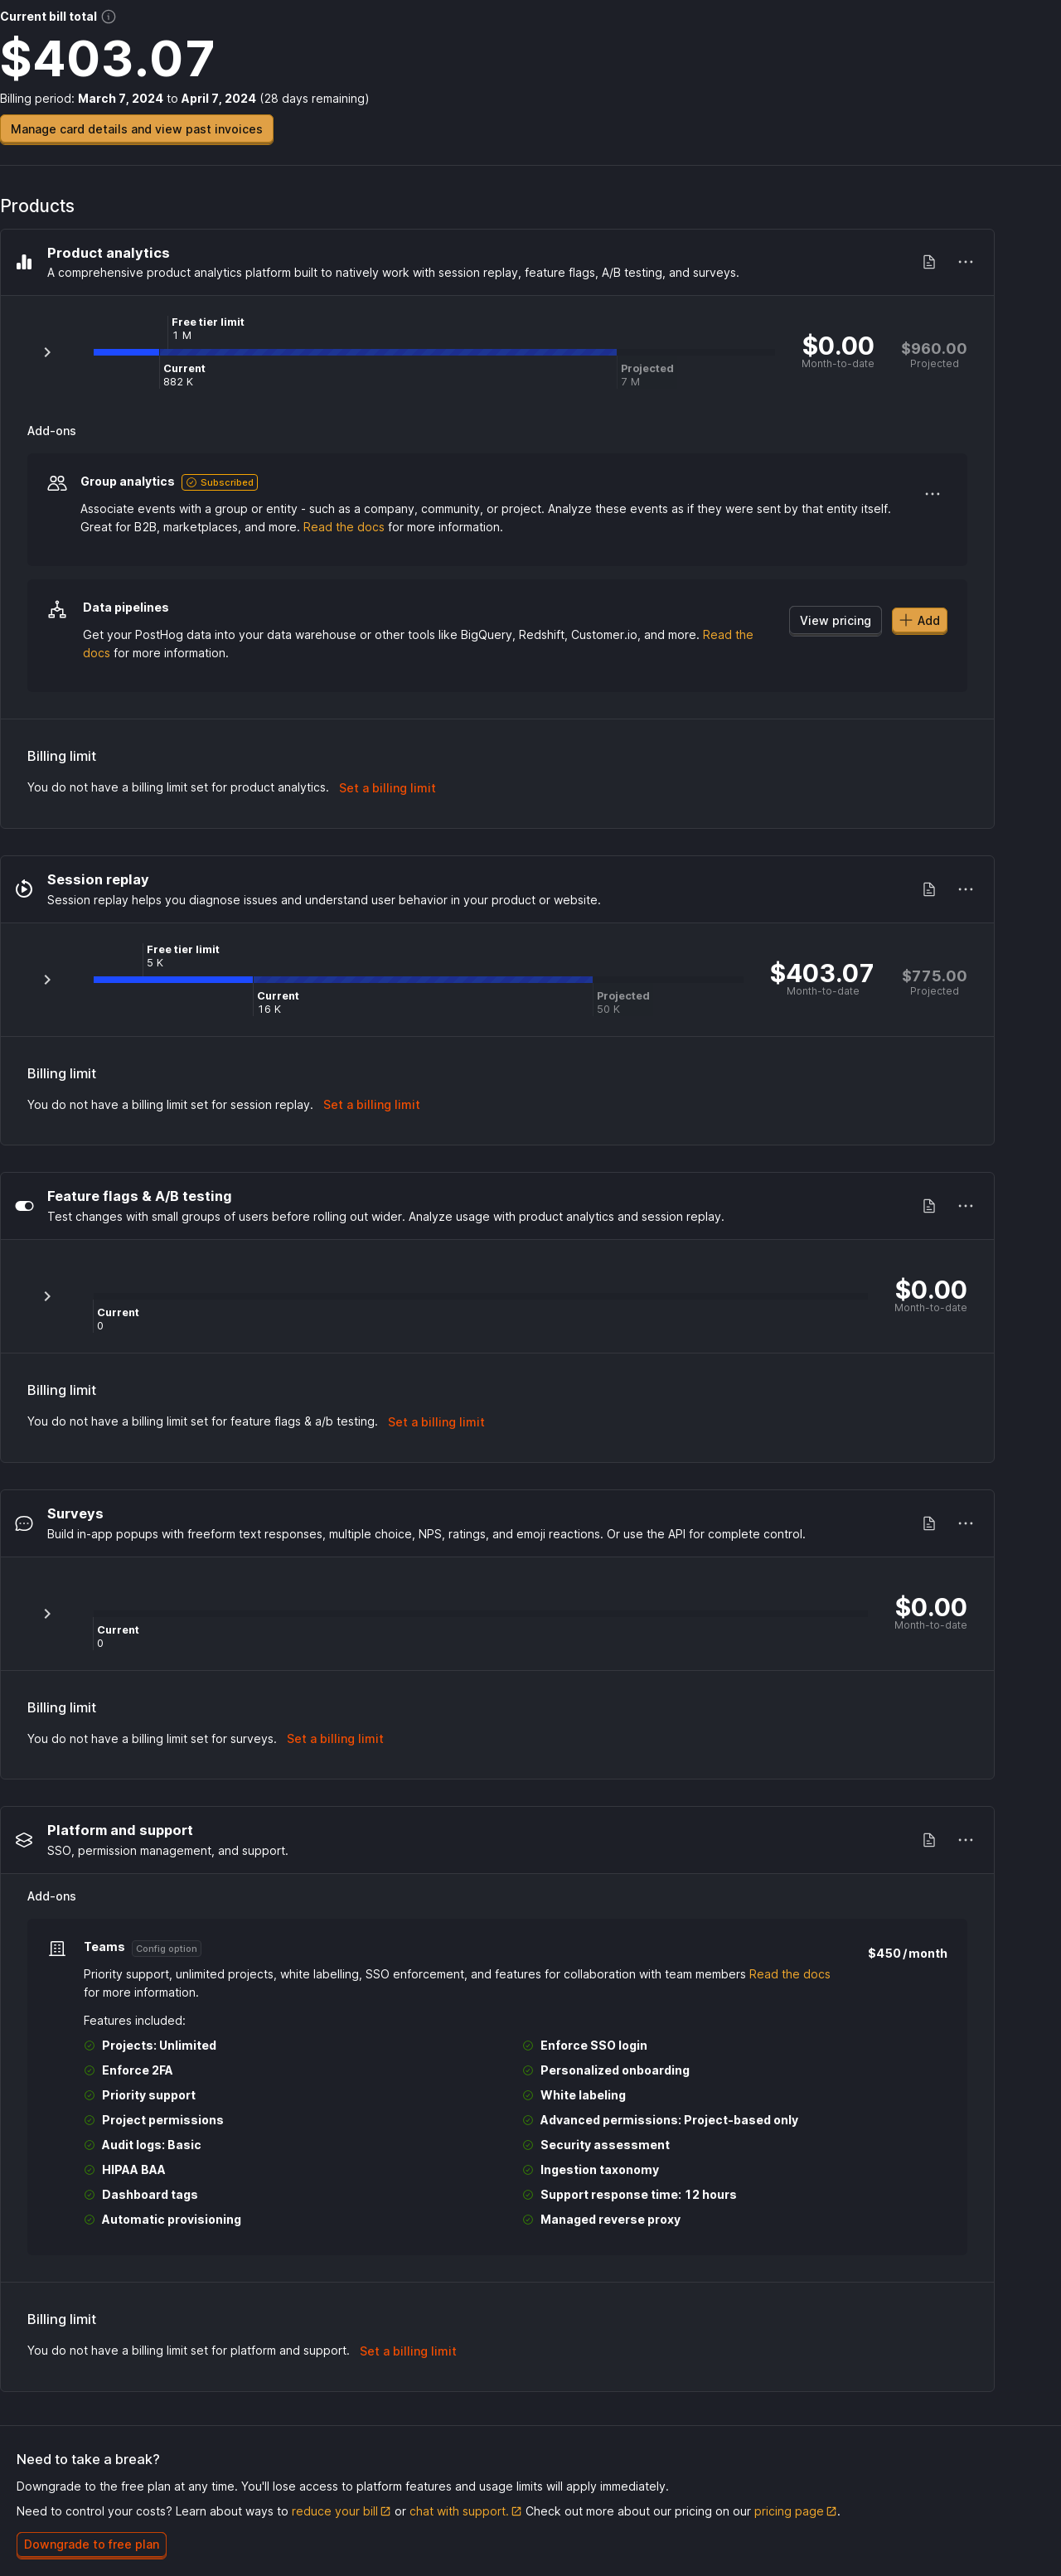 Current bill total
$403.07
Billing period: March 7, 2024 to April 7, 2024 (28 days remaining)
Manage card details and view past invoices
Products
Product analytics
A comprehensive product analytics platform built to natively work with session replay, feature flags, A/B testing, and surveys.
Free tier limit
1 M
Current
882 K
Projected
7 M
$0.00
Month-to-date
$960.00
Projected
Add-ons
Group analytics Subscribed
Associate events with a group or entity - such as a company, community, or project. Analyze these events as if they were sent by that entity itself.
Great for B2B, marketplaces, and more. Read the docs for more information.
Data pipelines
Get your PostHog data into your data warehouse or other tools like BigQuery, Redshift, Customer.io, and more. Read the
docs for more information.
View pricing
Add
Billing limit
You do not have a billing limit set for product analytics. Set a billing limit
Session replay
Session replay helps you diagnose issues and understand user behavior in your product or website.
Free tier limit
5 K
Current
16 K
Projected
50 K
$403.07
Month-to-date
$775.00
Projected
Billing limit
You do not have a billing limit set for session replay. Set a billing limit
Feature flags & A/B testing
Test changes with small groups of users before rolling out wider. Analyze usage with product analytics and session replay.
Current
0
$0.00
Month-to-date
Billing limit
You do not have a billing limit set for feature flags & a/b testing. Set a billing limit
Surveys
Build in-app popups with freeform text responses, multiple choice, NPS, ratings, and emoji reactions. Or use the API for complete control.
Current
0
$0.00
Month-to-date
Billing limit
You do not have a billing limit set for surveys. Set a billing limit
Platform and support
SSO, permission management, and support.
Add-ons
Teams Config option
$450/month
Priority support, unlimited projects, white labelling, SSO enforcement, and features for collaboration with team members Read the docs
for more information.
Features included:
Projects: Unlimited
Enforce SSO login
Enforce 2FA
Personalized onboarding
Priority support
White labeling
Project permissions
Advanced permissions: Project-based only
Audit logs: Basic
Security assessment
HIPAA BAA
Ingestion taxonomy
Dashboard tags
Support response time: 12 hours
Automatic provisioning
Managed reverse proxy
Billing limit
You do not have a billing limit set for platform and support. Set a billing limit
Need to take a break?
Downgrade to the free plan at any time. You'll lose access to platform features and usage limits will apply immediately.
Need to control your costs? Learn about ways to reduce your bill or chat with support. Check out more about our pricing on our pricing page.
Downgrade to free plan